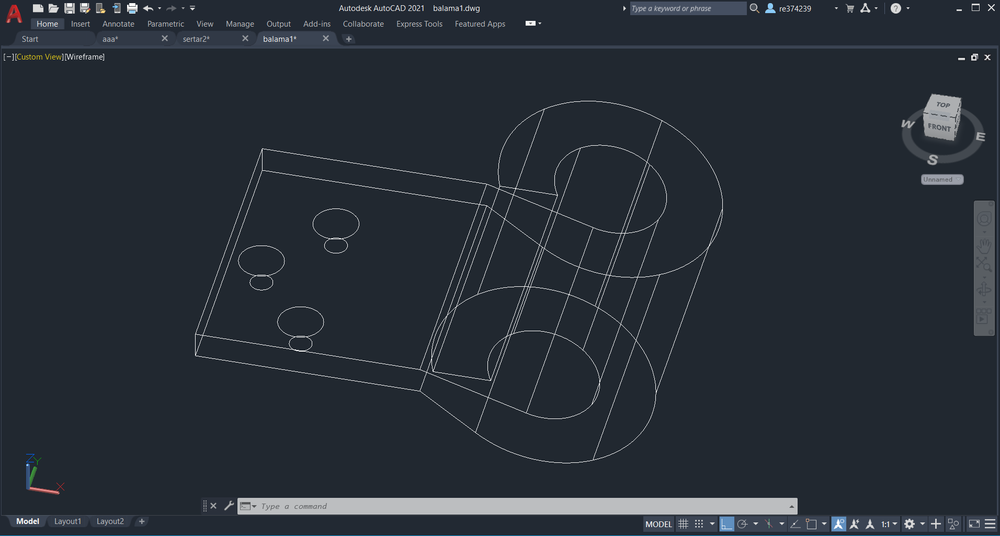 Autodesk AutoCAD 2021 balama1.dwg
Type a keyword or phrase
re374239
Home Insert Annotate Parametric View Manage Output Add-ins Collaborate Express Tools Featured Apps
Start aaa* sertar2* balama1*
[−][Custom View][Wireframe]
TOP
FRONT
W
E
S
Unnamed
Z
Y
X
Type a command
Model Layout1 Layout2
MODEL 1:1